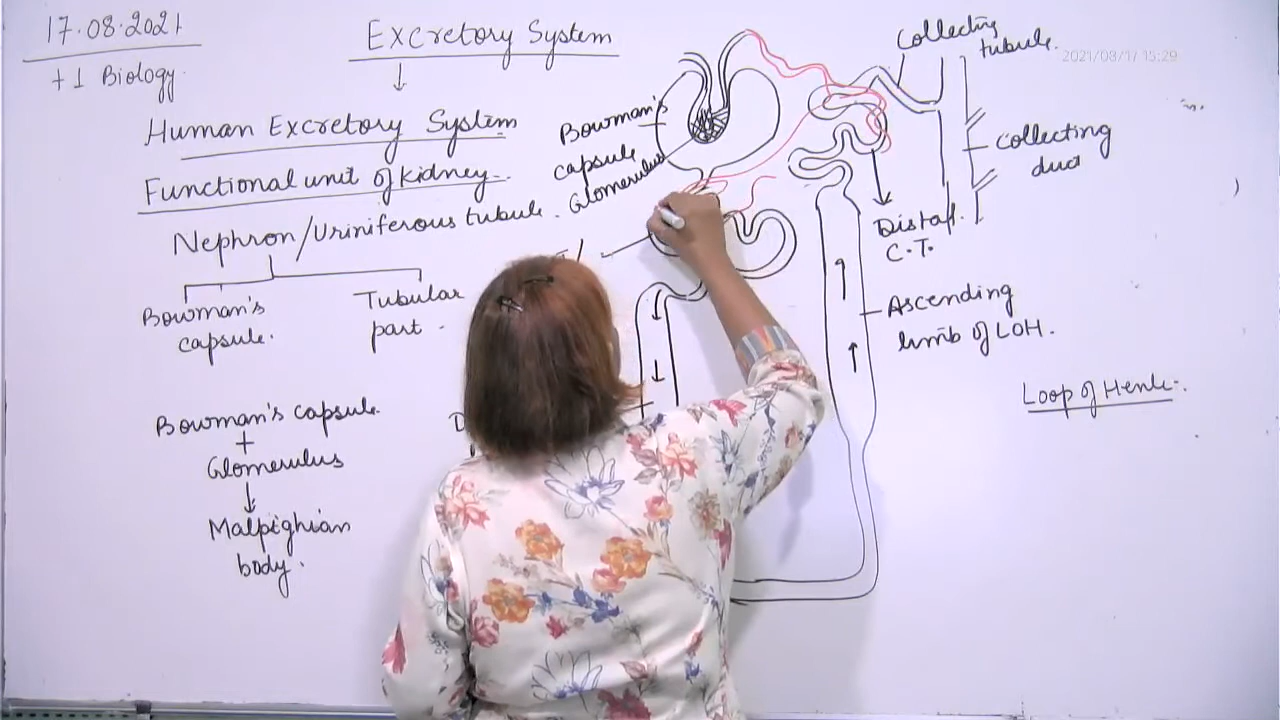 17.08.2021
+1 Biology
Excretory System
Human Excretory System
Functional unit of kidney
Nephron/Uriniferous tubule.
Bowman's
capsule.
Tubular
part.
Bowman's capsule
+
Glomerulus
Malpighian
body.
Bowman's
capsule
Glomerulus
Collecting
tubule.
2021/08/17 15:29
Collecting
duct
Distal
C.T.
Ascending
limb of LOH.
Loop of Henle